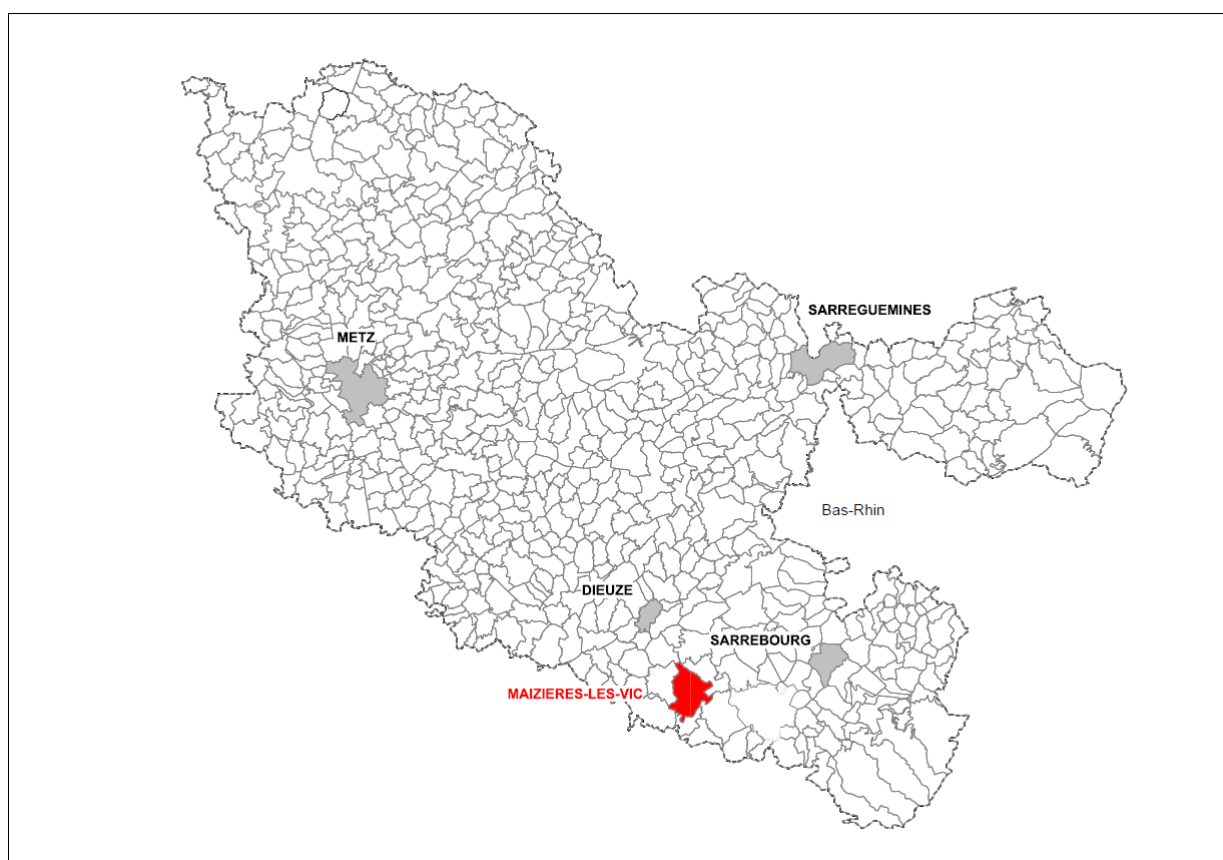 SARREGUEMINES
METZ
Bas-Rhin
DIEUZE
SARREBOURG
MAIZIERES-LES-VIC